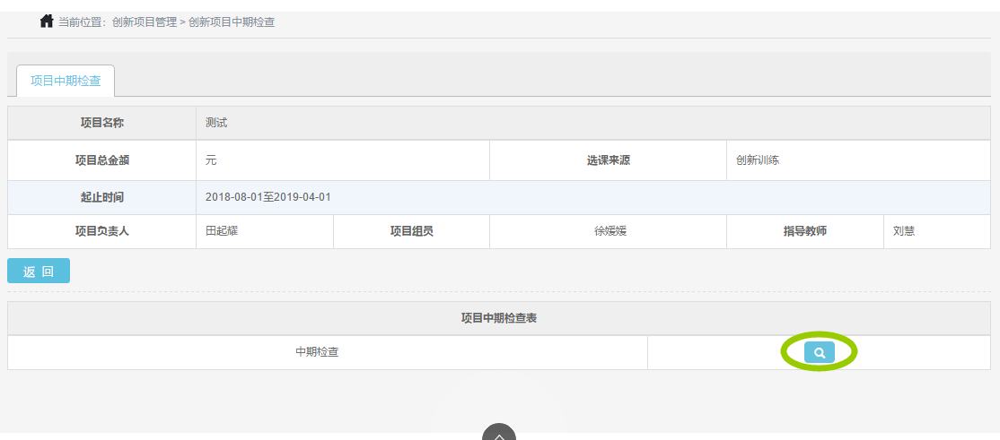 当前位置：创新项目管理 > 创新项目中期检查
项目中期检查
项目名称 测试
项目总金额 元 选课来源 创新训练
起止时间 2018-08-01至2019-04-01
项目负责人 田起耀 项目组员 徐媛媛 指导教师 刘慧
返 回
项目中期检查表
中期检查